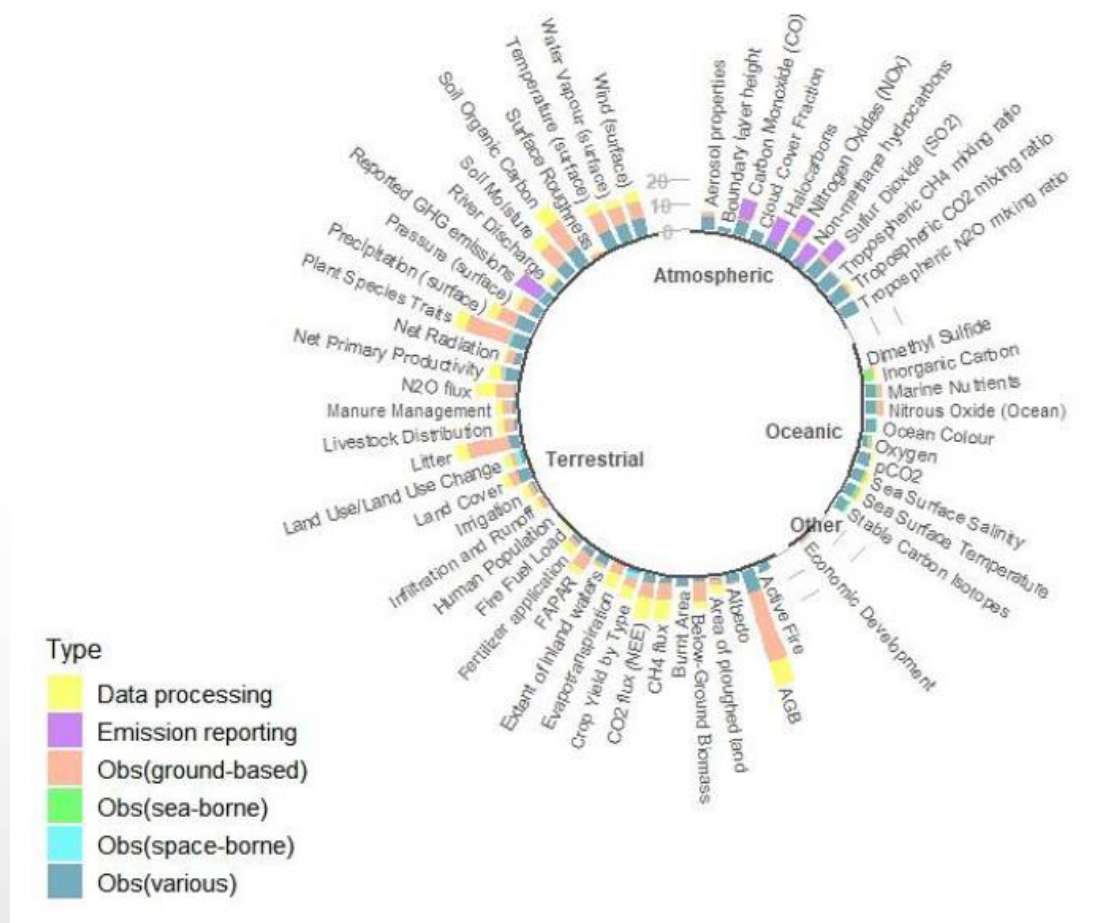 Wind (surface)
Water Vapour (surface)
Temperature (surface)
Surface Roughness
Soil Organic Carbon
Soil Moisture
River Discharge
Reported GHG emissions
Pressure (surface)
Precipitation (surface)
Plant Species Traits
Net Radiation
Net Primary Productivity
N2O flux
Manure Management
Livestock Distribution
Litter
Land Use/Land Use Change
Land Cover
Irrigation
Infiltration and Runoff
Human Population
Fire Fuel Load
Fertilizer application
FAPAR
Extent of Inland waters
Evapotranspiration
Crop Yield by Type
CO2 flux (NEE)
CH4 flux
Burnt Area
Below-Ground Biomass
Area of ploughed land
Albedo
AGB
Active Fire
Economic Development
Stable Carbon Isotopes
Sea Surface Temperature
Sea Surface Salinity
pCO2
Oxygen
Ocean Colour
Nitrous Oxide (Ocean)
Marine Nutrients
Inorganic Carbon
Dimethyl Sulfide
Tropospheric N2O mixing ratio
Tropospheric CO2 mixing ratio
Tropospheric CH4 mixing ratio
Sulfur Dioxide (SO2)
Non-methane hydrocarbons
Nitrogen Oxides (NOx)
Halocarbons
Cloud Cover Fraction
Carbon Monoxide (CO)
Boundary layer height
Aerosol properties
20
10
0
Atmospheric
Oceanic
Other
Terrestrial
Type
Data processing
Emission reporting
Obs(ground-based)
Obs(sea-borne)
Obs(space-borne)
Obs(various)